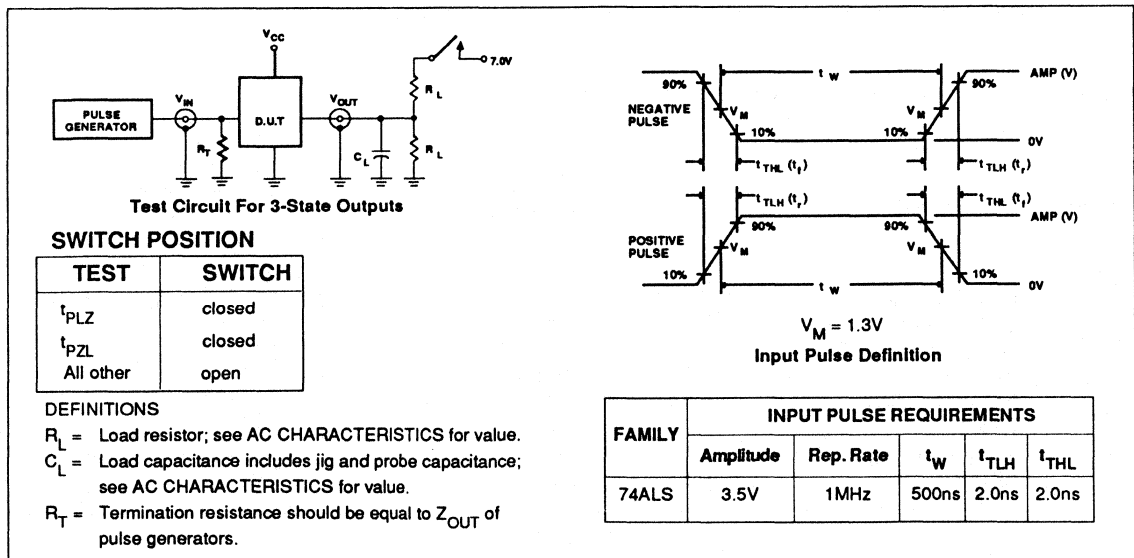 V_CC
7.0V
R_L
V_IN
V_OUT
PULSE
GENERATOR
D.U.T
R_T
C_L
R_L
Test Circuit For 3-State Outputs
SWITCH POSITION
TEST SWITCH
t_PLZ closed
t_PZL closed
All other open
DEFINITIONS
R_L = Load resistor; see AC CHARACTERISTICS for value.
C_L = Load capacitance includes jig and probe capacitance;
see AC CHARACTERISTICS for value.
R_T = Termination resistance should be equal to Z_OUT of
pulse generators.
t_W
90% 90% AMP (V)
NEGATIVE
PULSE
V_M V_M
10% 10% 0V
t_THL (t_f) t_TLH (t_r)
t_TLH (t_r) t_THL (t_f)
90% 90% AMP (V)
POSITIVE
PULSE
V_M V_M
10% 10% 0V
t_W
V_M = 1.3V
Input Pulse Definition
FAMILY INPUT PULSE REQUIREMENTS
Amplitude Rep. Rate t_W t_TLH t_THL
74ALS 3.5V 1MHz 500ns 2.0ns 2.0ns